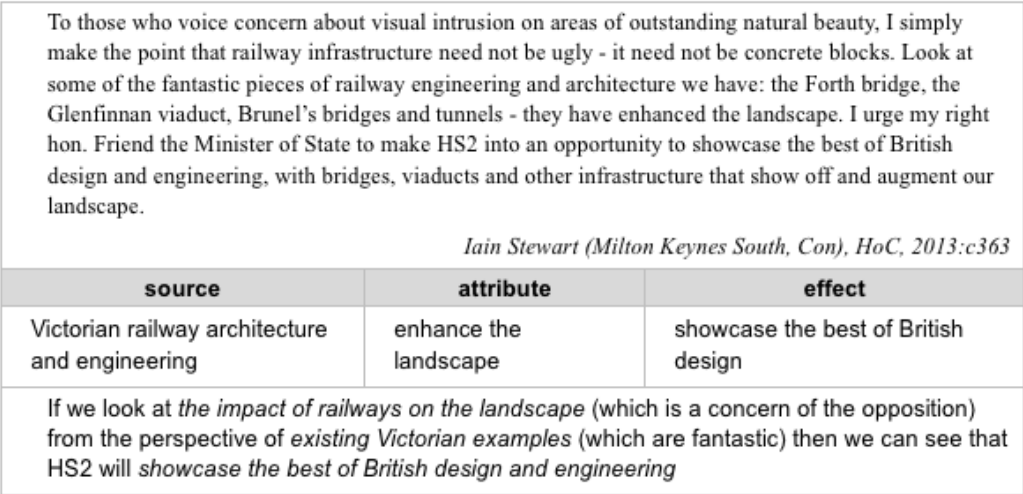 To those who voice concern about visual intrusion on areas of outstanding natural beauty, I simply
make the point that railway infrastructure need not be ugly - it need not be concrete blocks. Look at
some of the fantastic pieces of railway engineering and architecture we have: the Forth bridge, the
Glenfinnan viaduct, Brunel's bridges and tunnels - they have enhanced the landscape. I urge my right
hon. Friend the Minister of State to make HS2 into an opportunity to showcase the best of British
design and engineering, with bridges, viaducts and other infrastructure that show off and augment our
landscape.
Iain Stewart (Milton Keynes South, Con), HoC, 2013:c363
source attribute effect
Victorian railway architecture enhance the showcase the best of British
and engineering landscape design
If we look at the impact of railways on the landscape (which is a concern of the opposition)
from the perspective of existing Victorian examples (which are fantastic) then we can see that
HS2 will showcase the best of British design and engineering